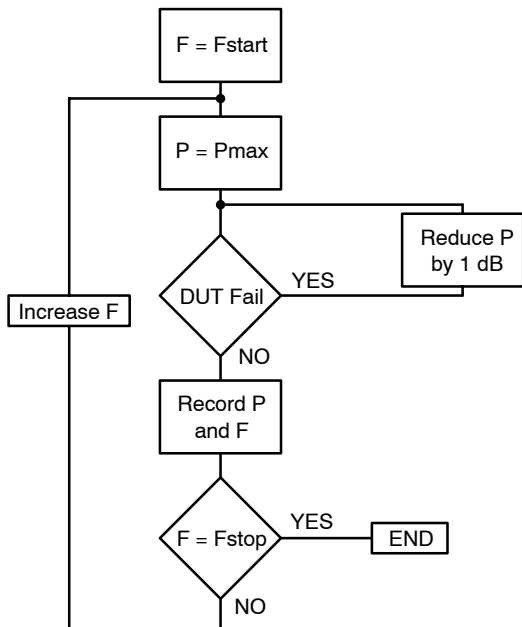 F = Fstart
P = Pmax
Reduce P
by 1 dB
YES
DUT Fail
Increase F
NO
Record P
and F
YES
F = Fstop
END
NO